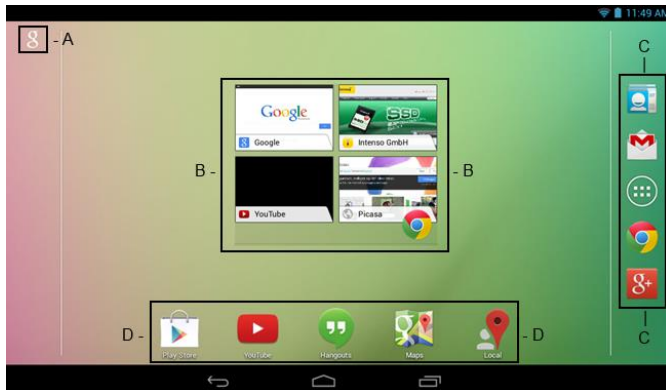 11:49 AM
g - A
C
Google
Google
SSD
Intenso GmbH
B -
- B
YouTube
Picasa
g+
D -
- D
Play Store
YouTube
Hangouts
Maps
Local
C